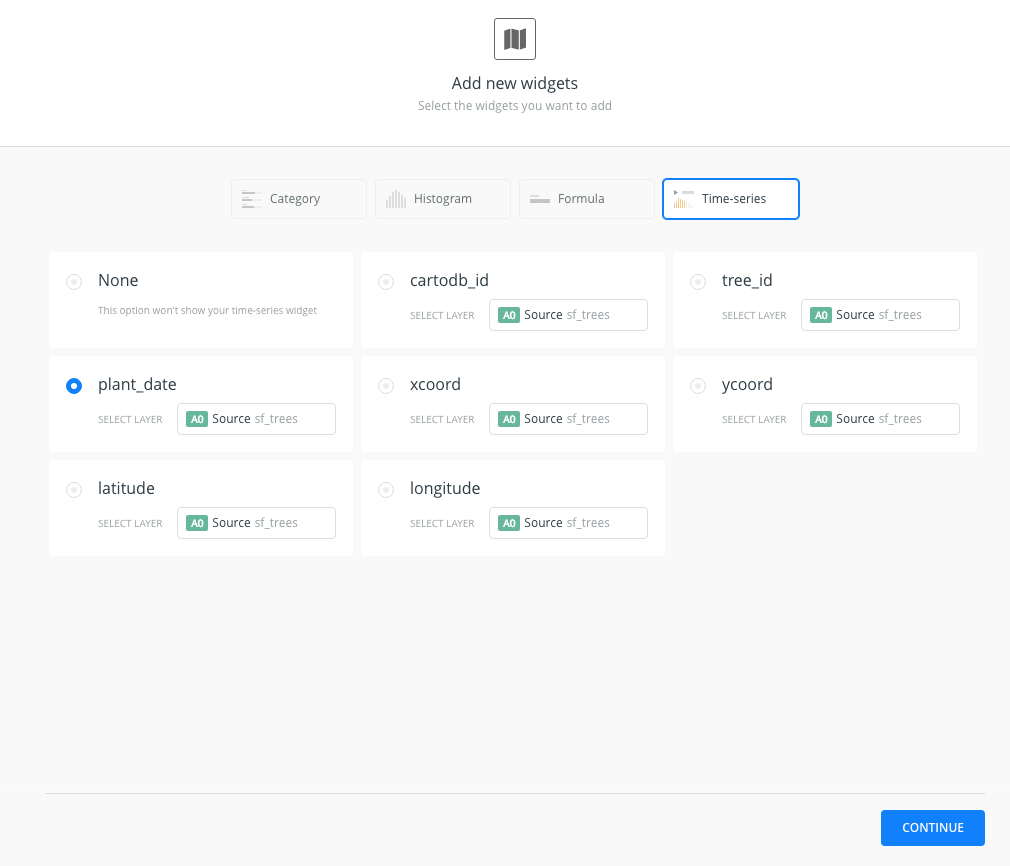 Add new widgets
Select the widgets you want to add
Category
Histogram
Formula
Time-series
None
This option won't show your time-series widget
cartodb_id
SELECT LAYER A0 Source sf_trees
tree_id
SELECT LAYER A0 Source sf_trees
plant_date
SELECT LAYER A0 Source sf_trees
xcoord
SELECT LAYER A0 Source sf_trees
ycoord
SELECT LAYER A0 Source sf_trees
latitude
SELECT LAYER A0 Source sf_trees
longitude
SELECT LAYER A0 Source sf_trees
CONTINUE